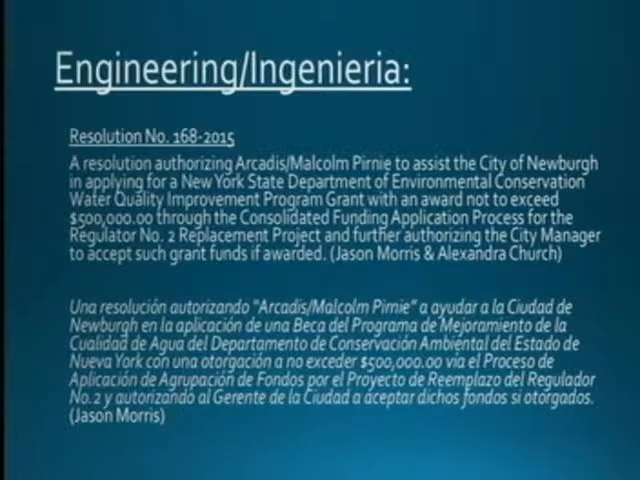 Engineering/Ingenieria:
Resolution No. 168-2015
A resolution authorizing Arcadis/Malcolm Pirnie to assist the City of Newburgh
in applying for a New York State Department of Environmental Conservation
Water Quality Improvement Program Grant with an award not to exceed
$500,000.00 through the Consolidated Funding Application Process for the
Regulator No. 2 Replacement Project and further authorizing the City Manager
to accept such grant funds if awarded. (Jason Morris & Alexandra Church)
Una resolución autorizando "Arcadis/Malcolm Pirnie" a ayudar a la Ciudad de
Newburgh en la aplicación de una Beca del Programa de Mejoramiento de la
Cualidad de Agua del Departamento de Conservación Ambiental del Estado de
Nueva York con una otorgación a no exceder $500,000.00 vía el Proceso de
Aplicación de Agrupación de Fondos por el Proyecto de Reemplazo del Regulador
No.2 y autorizando al Gerente de la Ciudad a aceptar dichos fondos si otorgados.
(Jason Morris)